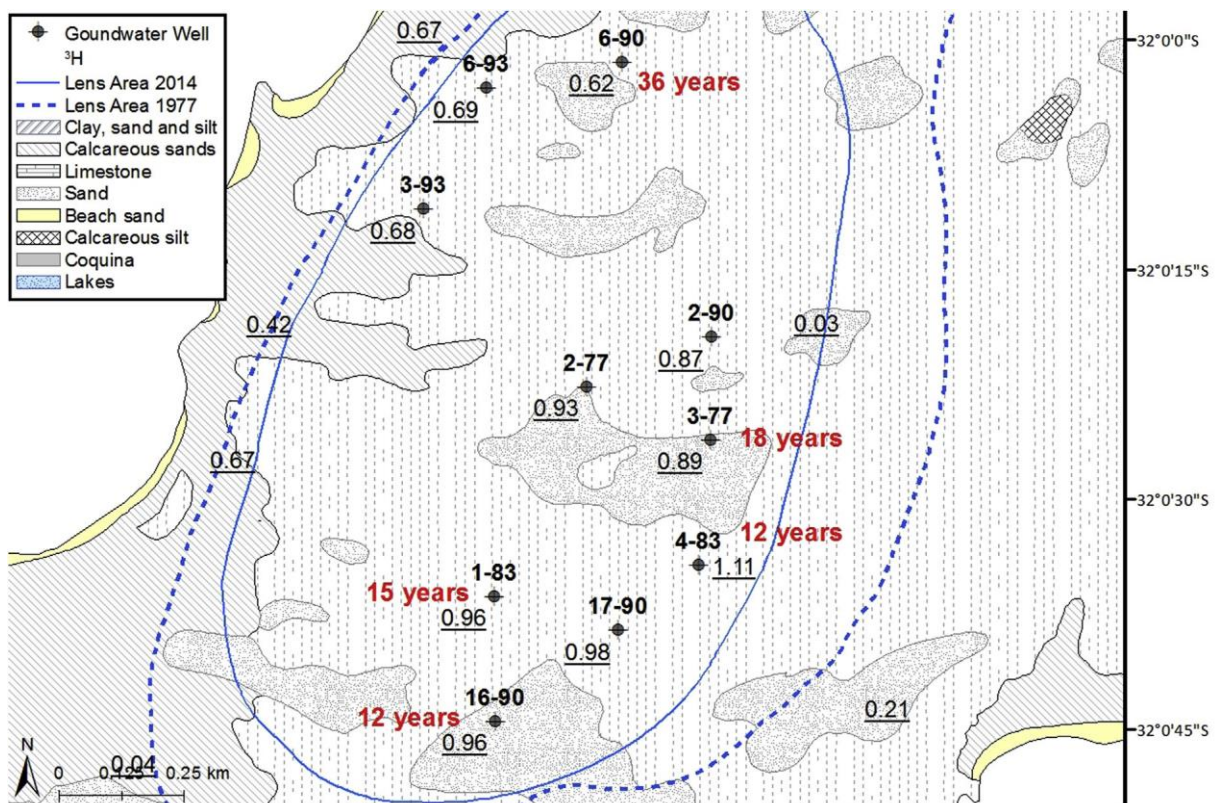 Goundwater Well
³H
Lens Area 2014
Lens Area 1977
Clay, sand and silt
Calcareous sands
Limestone
Sand
Beach sand
Calcareous silt
Coquina
Lakes
0.67
6-93
0.69
6-90
0.62
36 years
32°0'0"S
3-93
0.68
32°0'15"S
0.42
2-90
0.87
0.03
2-77
0.93
3-77
18 years
0.89
0.67
32°0'30"S
12 years
4-83
1.11
1-83
15 years
0.96
17-90
0.98
16-90
12 years
0.96
0.21
32°0'45"S
N
0.04
0 0.125 0.25 km